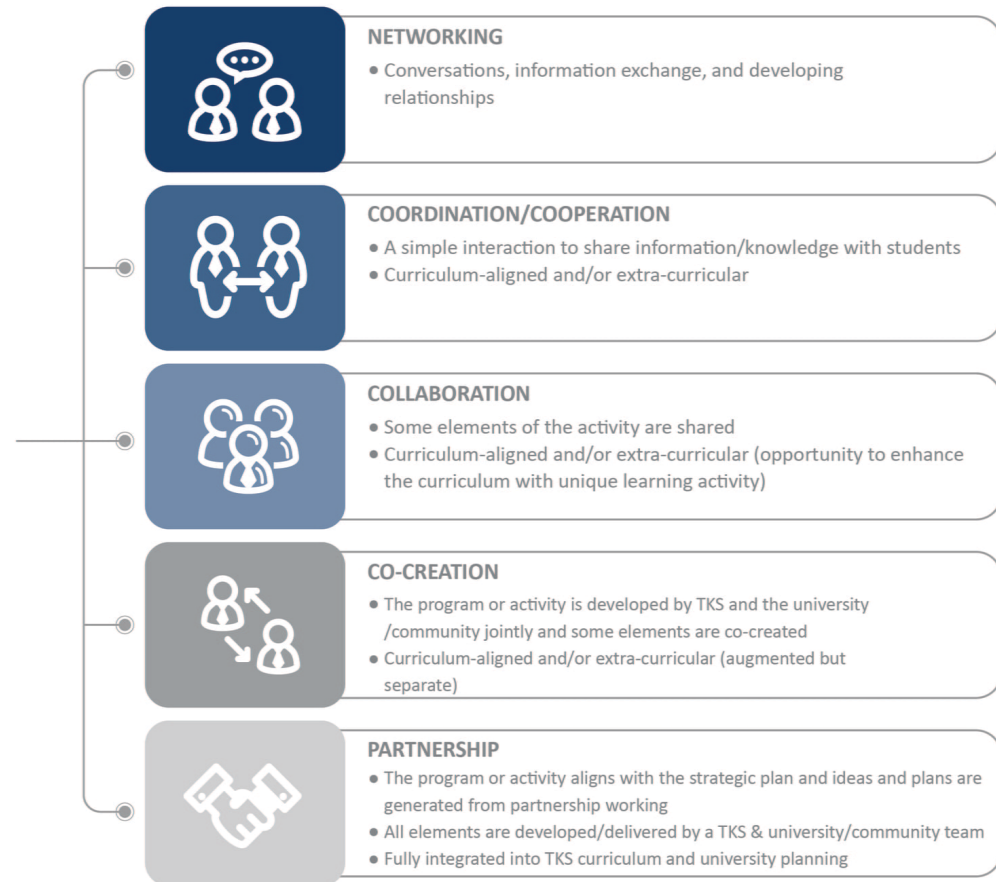 NETWORKING
• Conversations, information exchange, and developing
relationships
COORDINATION/COOPERATION
• A simple interaction to share information/knowledge with students
• Curriculum-aligned and/or extra-curricular
COLLABORATION
• Some elements of the activity are shared
• Curriculum-aligned and/or extra-curricular (opportunity to enhance
the curriculum with unique learning activity)
CO-CREATION
• The program or activity is developed by TKS and the university
/community jointly and some elements are co-created
• Curriculum-aligned and/or extra-curricular (augmented but
separate)
PARTNERSHIP
• The program or activity aligns with the strategic plan and ideas and plans are
generated from partnership working
• All elements are developed/delivered by a TKS & university/community team
• Fully integrated into TKS curriculum and university planning